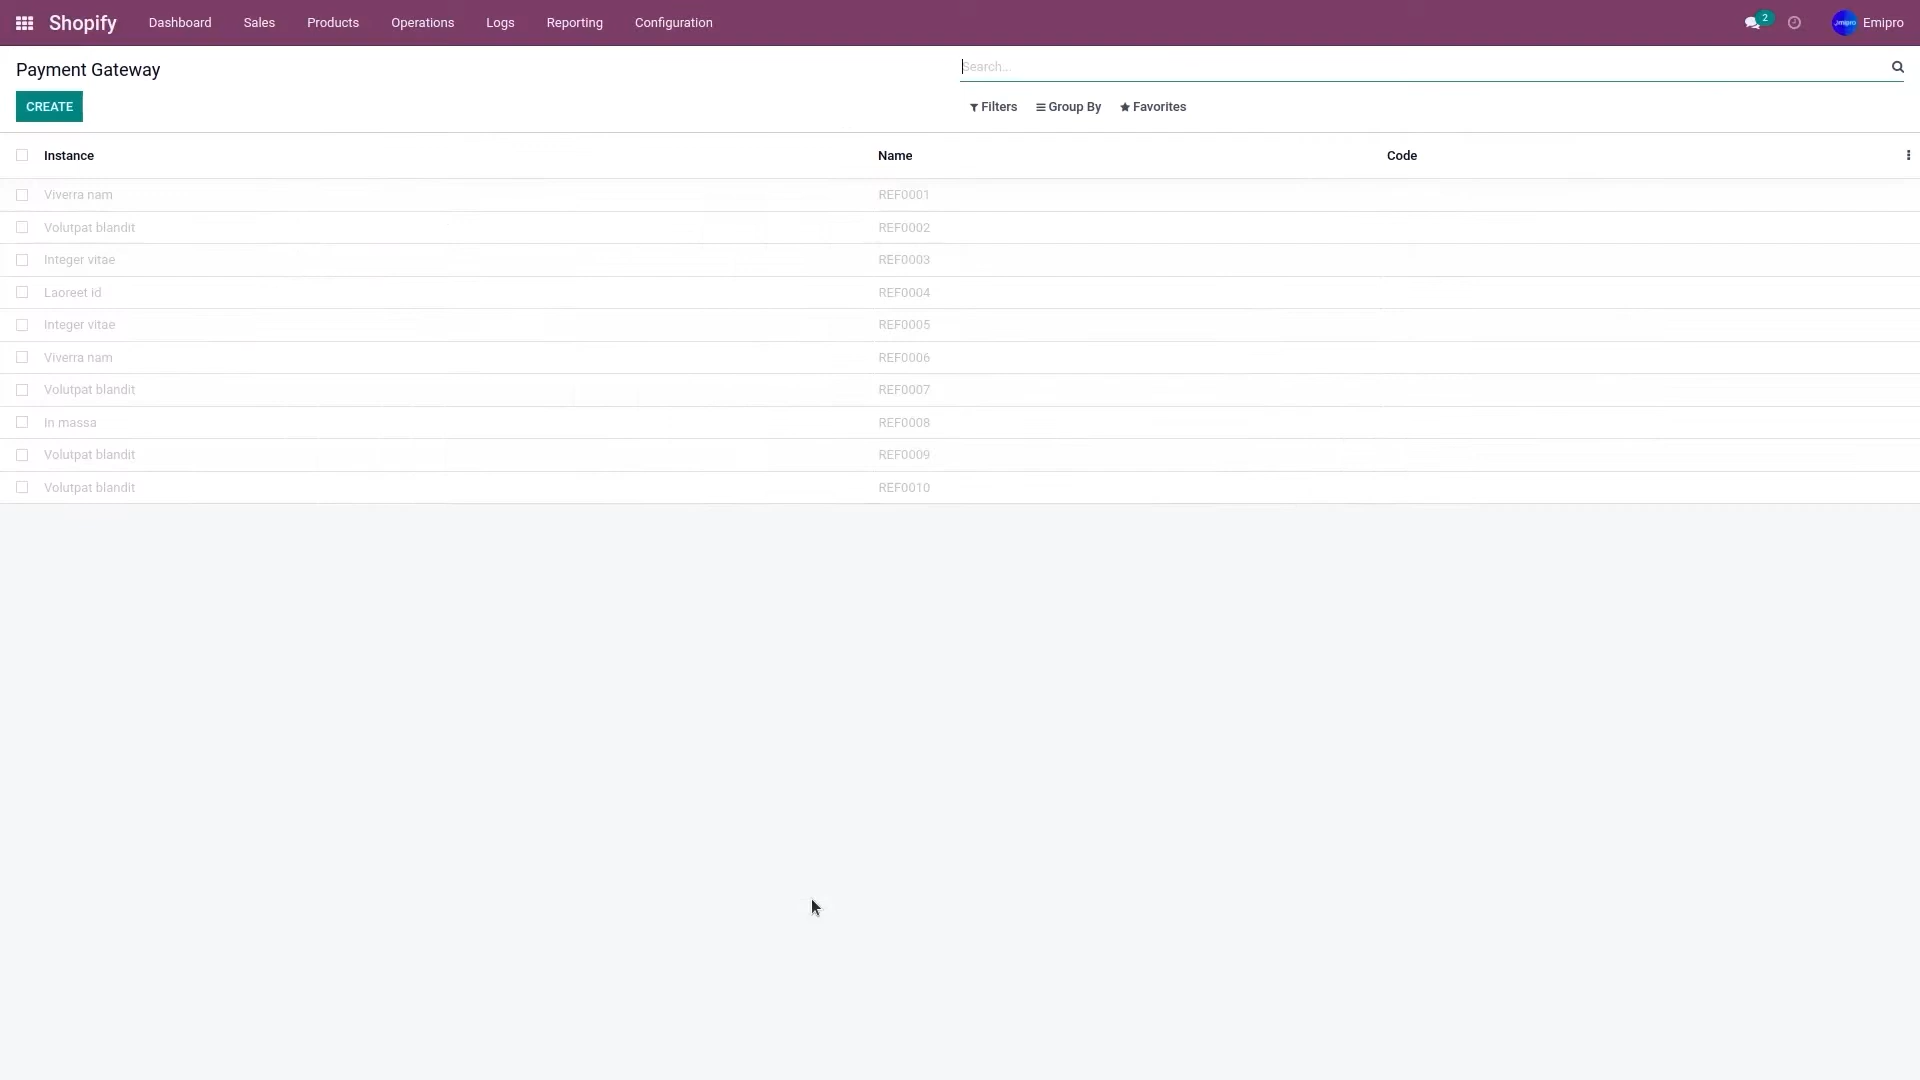 Shopify Dashboard Sales Products Operations Logs Reporting Configuration 2 Emipro
Payment Gateway
Search...
CREATE
Filters Group By Favorites
Instance Name Code
Viverra nam REF0001
Volutpat blandit REF0002
Integer vitae REF0003
Laoreet id REF0004
Integer vitae REF0005
Viverra nam REF0006
Volutpat blandit REF0007
In massa REF0008
Volutpat blandit REF0009
Volutpat blandit REF0010